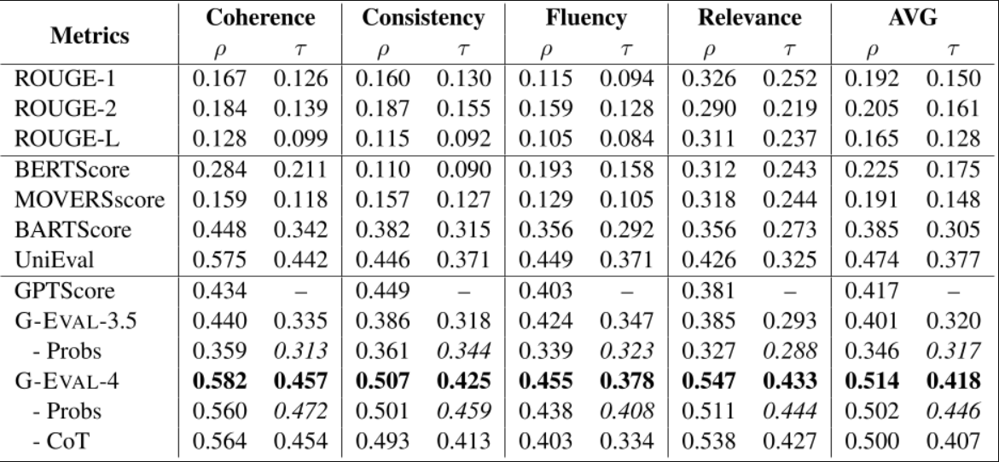 Metrics Coherence Consistency Fluency Relevance AVG
ρ τ ρ τ ρ τ ρ τ ρ τ
ROUGE-1 0.167 0.126 0.160 0.130 0.115 0.094 0.326 0.252 0.192 0.150
ROUGE-2 0.184 0.139 0.187 0.155 0.159 0.128 0.290 0.219 0.205 0.161
ROUGE-L 0.128 0.099 0.115 0.092 0.105 0.084 0.311 0.237 0.165 0.128
BERTScore 0.284 0.211 0.110 0.090 0.193 0.158 0.312 0.243 0.225 0.175
MOVERSscore 0.159 0.118 0.157 0.127 0.129 0.105 0.318 0.244 0.191 0.148
BARTScore 0.448 0.342 0.382 0.315 0.356 0.292 0.356 0.273 0.385 0.305
UniEval 0.575 0.442 0.446 0.371 0.449 0.371 0.426 0.325 0.474 0.377
GPTScore 0.434 – 0.449 – 0.403 – 0.381 – 0.417 –
G-EVAL-3.5 0.440 0.335 0.386 0.318 0.424 0.347 0.385 0.293 0.401 0.320
- Probs 0.359 0.313 0.361 0.344 0.339 0.323 0.327 0.288 0.346 0.317
G-EVAL-4 0.582 0.457 0.507 0.425 0.455 0.378 0.547 0.433 0.514 0.418
- Probs 0.560 0.472 0.501 0.459 0.438 0.408 0.511 0.444 0.502 0.446
- CoT 0.564 0.454 0.493 0.413 0.403 0.334 0.538 0.427 0.500 0.407